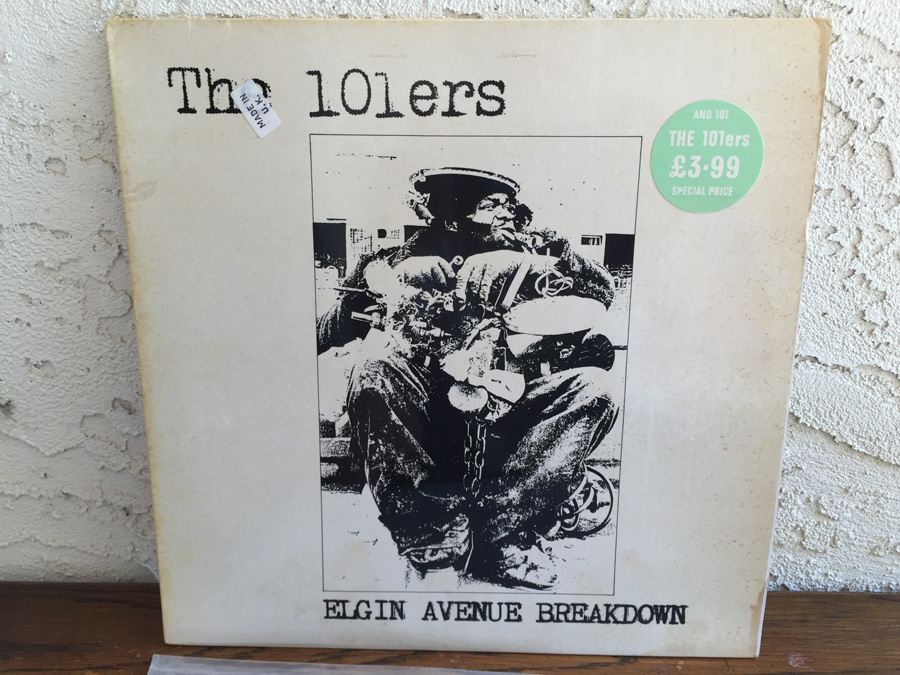 The 101ers
MADE IN
U.K.
AND 101
THE 101ers
£3·99
SPECIAL PRICE
ELGIN AVENUE BREAKDOWN